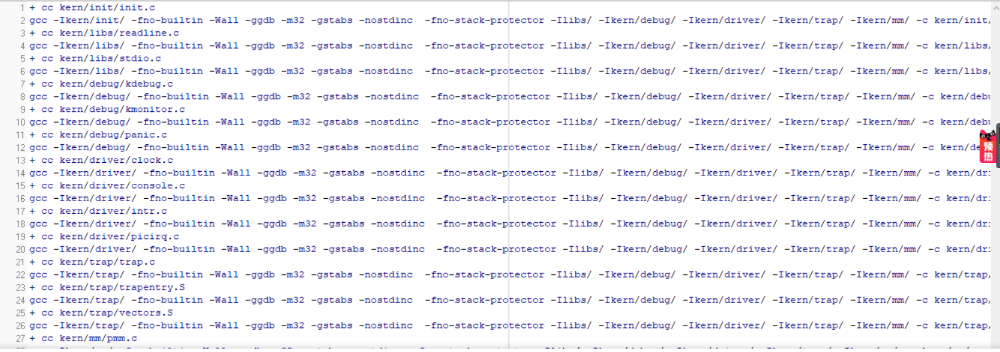 1 + cc kern/init/init.c
2 gcc -Ikern/init/ -fno-builtin -Wall -ggdb -m32 -gstabs -nostdinc  -fno-stack-protector -Ilibs/ -Ikern/debug/ -Ikern/driver/ -Ikern/trap/ -Ikern/mm/ -c kern/init,
3 + cc kern/libs/readline.c
4 gcc -Ikern/libs/ -fno-builtin -Wall -ggdb -m32 -gstabs -nostdinc  -fno-stack-protector -Ilibs/ -Ikern/debug/ -Ikern/driver/ -Ikern/trap/ -Ikern/mm/ -c kern/libs,
5 + cc kern/libs/stdio.c
6 gcc -Ikern/libs/ -fno-builtin -Wall -ggdb -m32 -gstabs -nostdinc  -fno-stack-protector -Ilibs/ -Ikern/debug/ -Ikern/driver/ -Ikern/trap/ -Ikern/mm/ -c kern/libs,
7 + cc kern/debug/kdebug.c
8 gcc -Ikern/debug/ -fno-builtin -Wall -ggdb -m32 -gstabs -nostdinc  -fno-stack-protector -Ilibs/ -Ikern/debug/ -Ikern/driver/ -Ikern/trap/ -Ikern/mm/ -c kern/debu
9 + cc kern/debug/kmonitor.c
10 gcc -Ikern/debug/ -fno-builtin -Wall -ggdb -m32 -gstabs -nostdinc  -fno-stack-protector -Ilibs/ -Ikern/debug/ -Ikern/driver/ -Ikern/trap/ -Ikern/mm/ -c kern/debu
11 + cc kern/debug/panic.c
12 gcc -Ikern/debug/ -fno-builtin -Wall -ggdb -m32 -gstabs -nostdinc  -fno-stack-protector -Ilibs/ -Ikern/debug/ -Ikern/driver/ -Ikern/trap/ -Ikern/mm/ -c kern/de
预热
13 + cc kern/driver/clock.c
14 gcc -Ikern/driver/ -fno-builtin -Wall -ggdb -m32 -gstabs -nostdinc  -fno-stack-protector -Ilibs/ -Ikern/debug/ -Ikern/driver/ -Ikern/trap/ -Ikern/mm/ -c kern/dr
15 + cc kern/driver/console.c
16 gcc -Ikern/driver/ -fno-builtin -Wall -ggdb -m32 -gstabs -nostdinc  -fno-stack-protector -Ilibs/ -Ikern/debug/ -Ikern/driver/ -Ikern/trap/ -Ikern/mm/ -c kern/dr
17 + cc kern/driver/intr.c
18 gcc -Ikern/driver/ -fno-builtin -Wall -ggdb -m32 -gstabs -nostdinc  -fno-stack-protector -Ilibs/ -Ikern/debug/ -Ikern/driver/ -Ikern/trap/ -Ikern/mm/ -c kern/dr
19 + cc kern/driver/picirq.c
20 gcc -Ikern/driver/ -fno-builtin -Wall -ggdb -m32 -gstabs -nostdinc  -fno-stack-protector -Ilibs/ -Ikern/debug/ -Ikern/driver/ -Ikern/trap/ -Ikern/mm/ -c kern/dr
21 + cc kern/trap/trap.c
22 gcc -Ikern/trap/ -fno-builtin -Wall -ggdb -m32 -gstabs -nostdinc  -fno-stack-protector -Ilibs/ -Ikern/debug/ -Ikern/driver/ -Ikern/trap/ -Ikern/mm/ -c kern/trap,
23 + cc kern/trap/trapentry.S
24 gcc -Ikern/trap/ -fno-builtin -Wall -ggdb -m32 -gstabs -nostdinc  -fno-stack-protector -Ilibs/ -Ikern/debug/ -Ikern/driver/ -Ikern/trap/ -Ikern/mm/ -c kern/trap,
25 + cc kern/trap/vectors.S
26 gcc -Ikern/trap/ -fno-builtin -Wall -ggdb -m32 -gstabs -nostdinc  -fno-stack-protector -Ilibs/ -Ikern/debug/ -Ikern/driver/ -Ikern/trap/ -Ikern/mm/ -c kern/trap,
27 + cc kern/mm/pmm.c